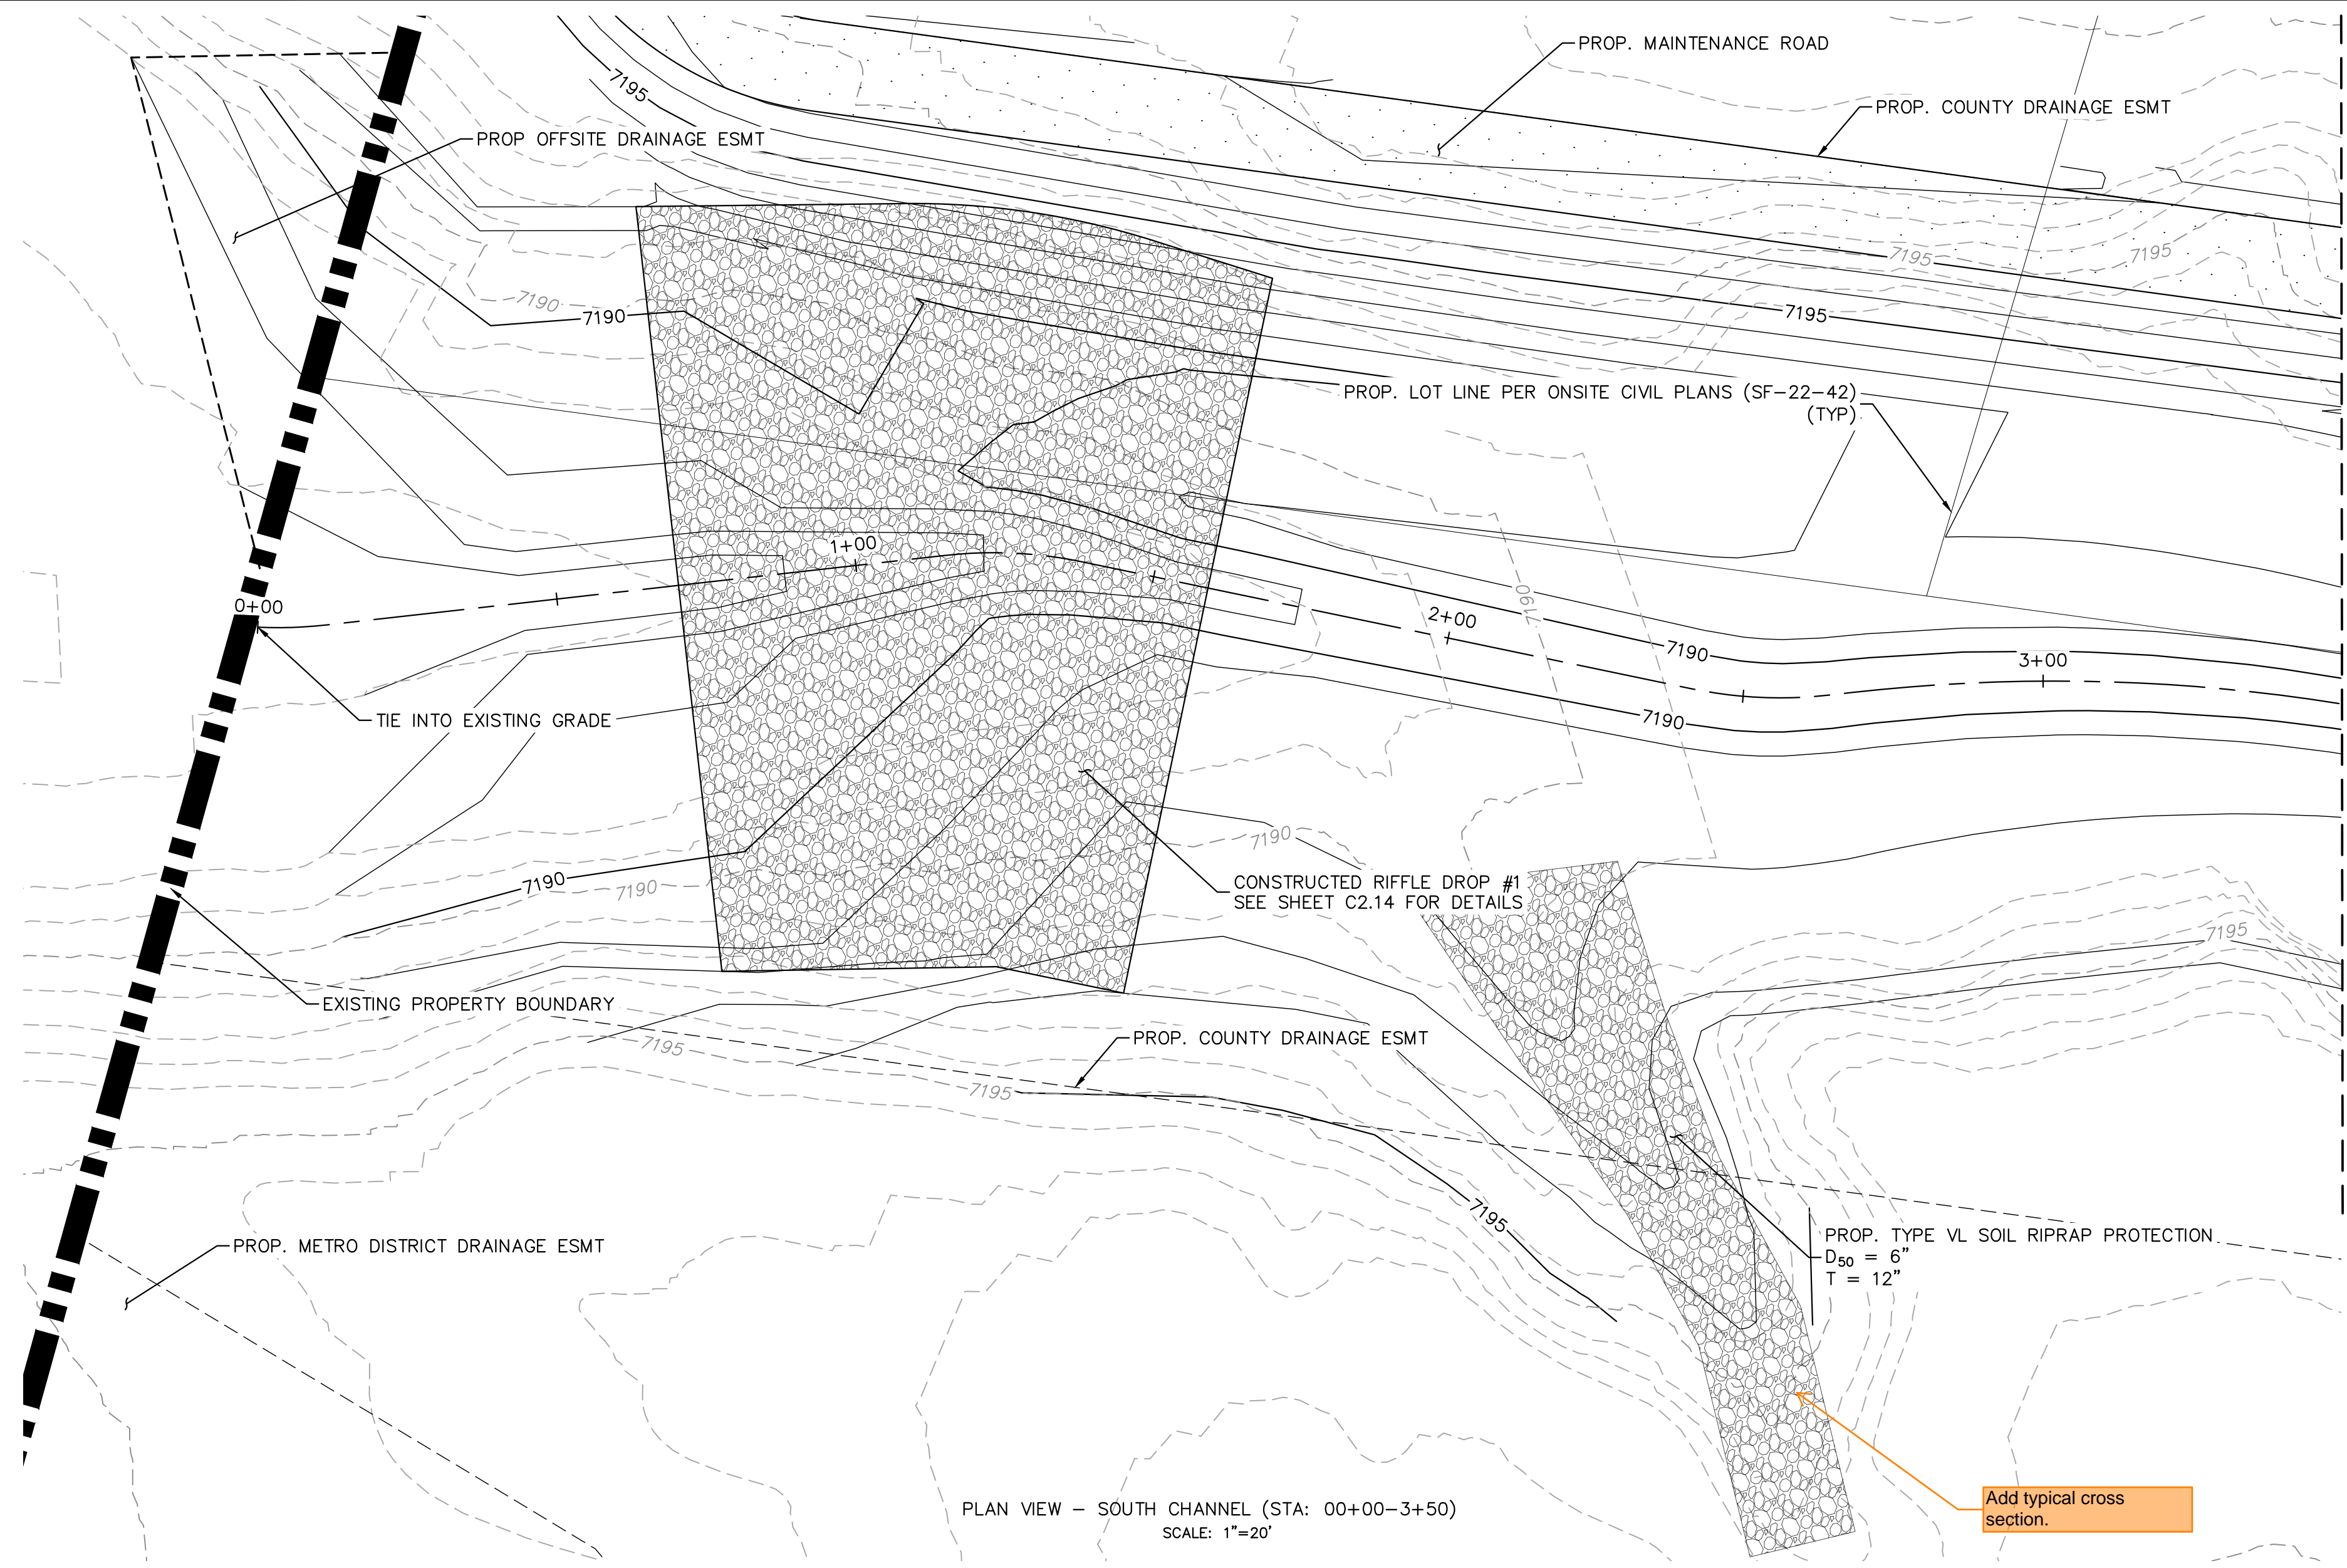 PROP. MAINTENANCE ROAD
7195
PROP. COUNTY DRAINAGE ESMT
PROP OFFSITE DRAINAGE ESMT
7195
7195
7190
7190
7195
PROP. LOT LINE PER ONSITE CIVIL PLANS (SF-22-42)
(TYP)
1+00
0+00
7190
2+00
7190
3+00
TIE INTO EXISTING GRADE
7190
7190
7190
7190
CONSTRUCTED RIFFLE DROP #1
SEE SHEET C2.14 FOR DETAILS
7195
EXISTING PROPERTY BOUNDARY
7195
PROP. COUNTY DRAINAGE ESMT
7195
7195
PROP. METRO DISTRICT DRAINAGE ESMT
PROP. TYPE VL SOIL RIPRAP PROTECTION
D50 = 6"
T = 12"
PLAN VIEW - SOUTH CHANNEL (STA: 00+00-3+50)
SCALE: 1"=20'
Add typical cross
section.